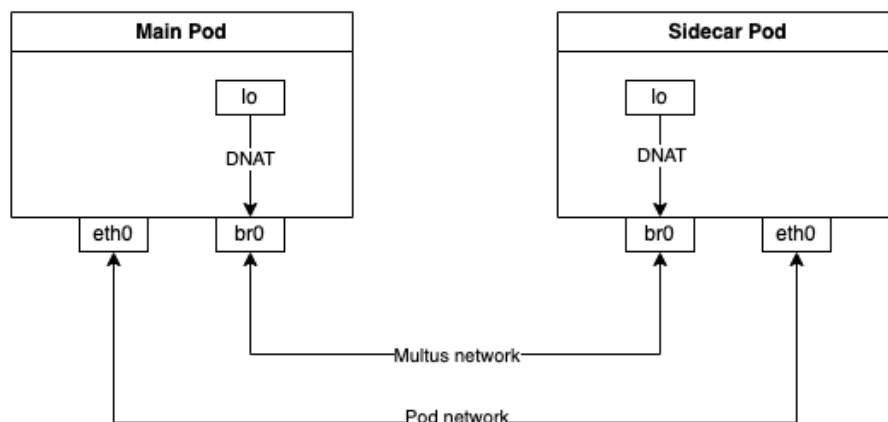 Main Pod
Sidecar Pod
lo
lo
DNAT
DNAT
eth0
br0
br0
eth0
Multus network
Pod network